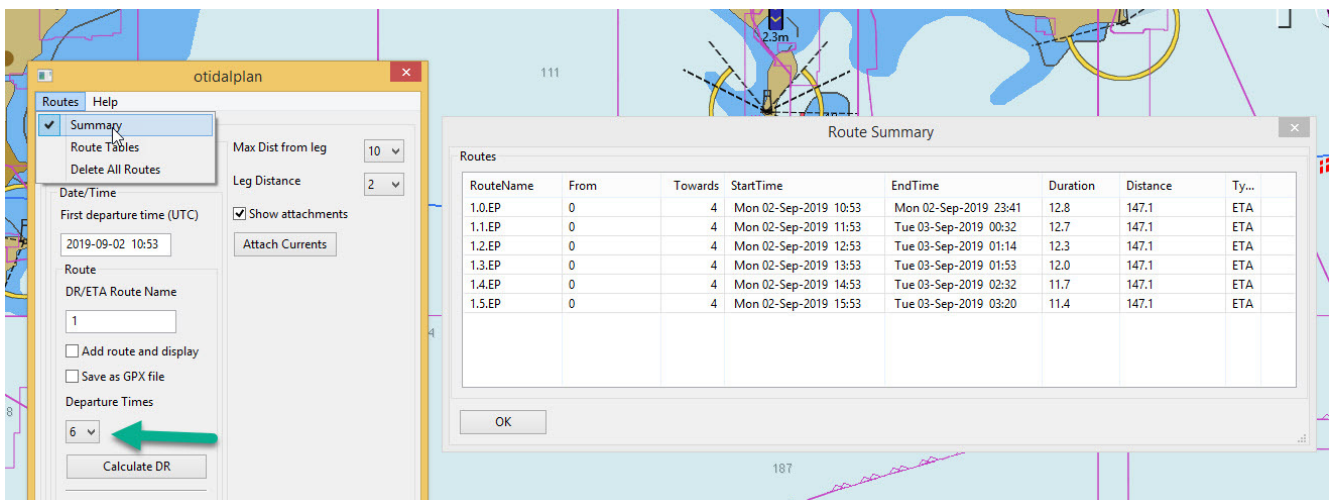 2.3m
111
4
8
187
otidalplan
Routes Help
Summary
Route Tables
Delete All Routes
Date/Time
First departure time (UTC)
2019-09-02 10:53
Route
DR/ETA Route Name
1
Add route and display
Save as GPX file
Departure Times
6
Calculate DR
Max Dist from leg 10
Leg Distance 2
Show attachments
Attach Currents
Route Summary
Routes
RouteName From Towards StartTime EndTime Duration Distance Ty...
1.0.EP 0 4 Mon 02-Sep-2019 10:53 Mon 02-Sep-2019 23:41 12.8 147.1 ETA
1.1.EP 0 4 Mon 02-Sep-2019 11:53 Tue 03-Sep-2019 00:32 12.7 147.1 ETA
1.2.EP 0 4 Mon 02-Sep-2019 12:53 Tue 03-Sep-2019 01:14 12.3 147.1 ETA
1.3.EP 0 4 Mon 02-Sep-2019 13:53 Tue 03-Sep-2019 01:53 12.0 147.1 ETA
1.4.EP 0 4 Mon 02-Sep-2019 14:53 Tue 03-Sep-2019 02:32 11.7 147.1 ETA
1.5.EP 0 4 Mon 02-Sep-2019 15:53 Tue 03-Sep-2019 03:20 11.4 147.1 ETA
OK